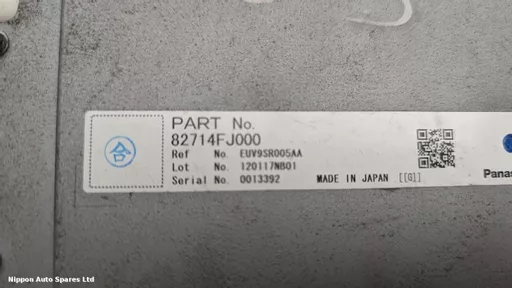 PART No.
82714FJ000
Ref No. EUV9SR005AA
Lot No. 120117NB01
Serial No. 0013392 MADE IN JAPAN [[G]]
合
Panas
Nippon Auto Spares Ltd